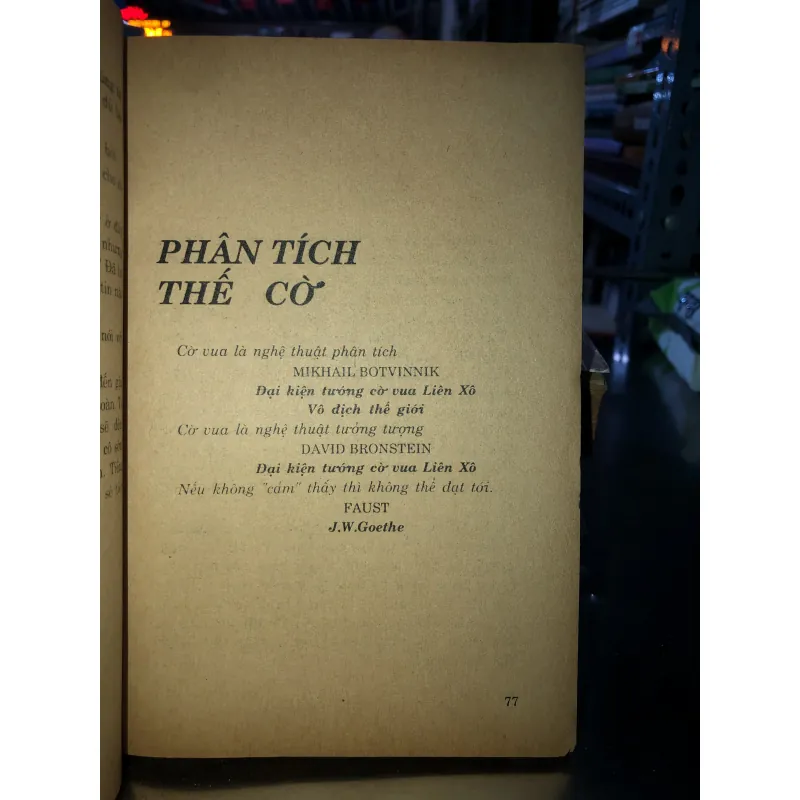 PHÂN TÍCH
THẾ CỜ
Cờ vua là nghệ thuật phân tích
MIKHAIL BOTVINNIK
Đại kiện tướng cờ vua Liên Xô
Vô địch thế giới
Cờ vua là nghệ thuật tưởng tượng
DAVID BRONSTEIN
Đại kiện tướng cờ vua Liên Xô
Nếu không "cảm" thấy thì không thể đạt tới.
FAUST
J.W.Goethe
77